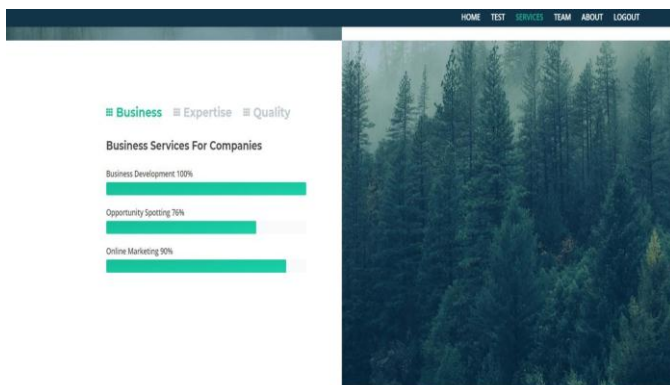 HOME TEST SERVICES TEAM ABOUT LOGOUT
Business Expertise Quality
Business Services For Companies
Business Development 100%
Opportunity Spotting 76%
Online Marketing 90%